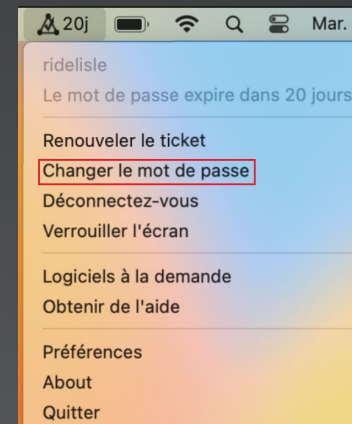 20j Mar.
ridelisle
Le mot de passe expire dans 20 jours
Renouveler le ticket
Changer le mot de passe
Déconnectez-vous
Verrouiller l'écran
Logiciels à la demande
Obtenir de l'aide
Préférences
About
Quitter